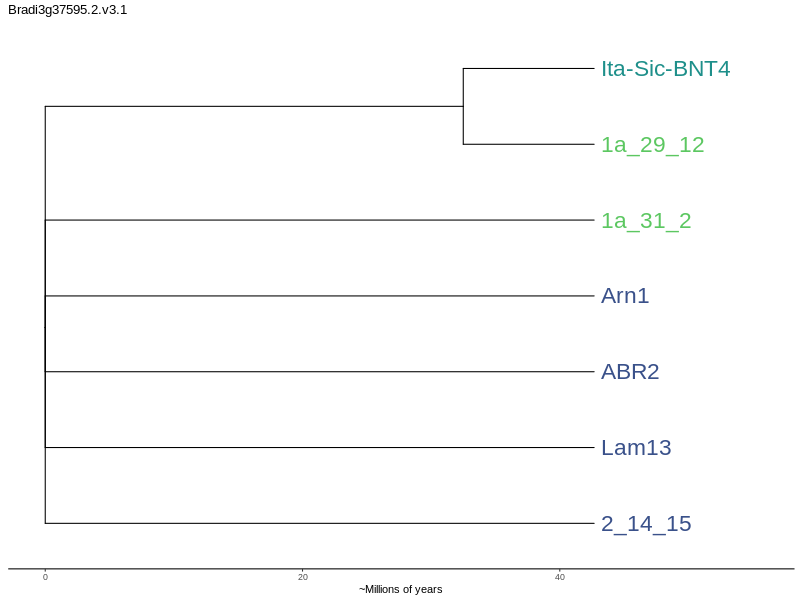 Bradi3g37595.2.v3.1
Ita-Sic-BNT4
1a_29_12
1a_31_2
Arn1
ABR2
Lam13
2_14_15
0 20 40
~Millions of years